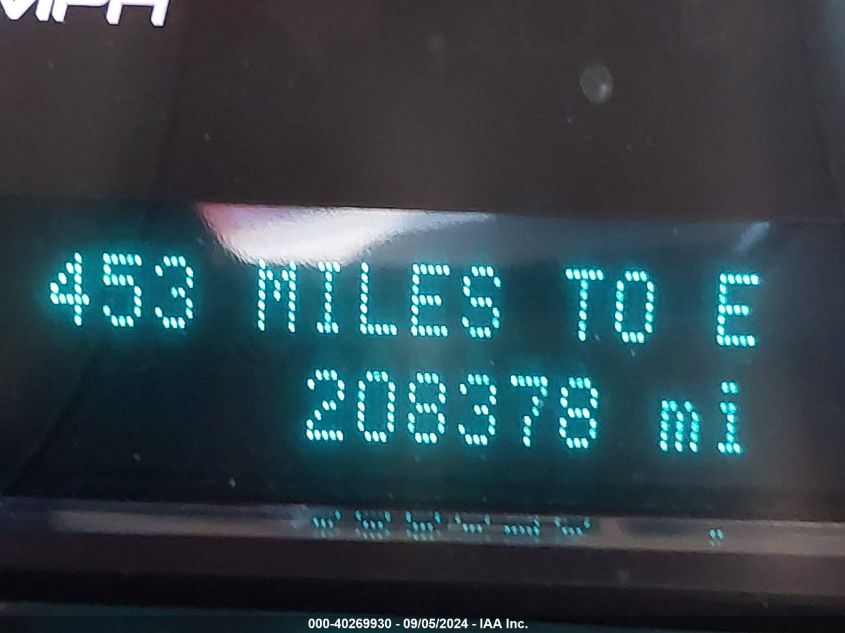 MPH
453 MILES TO E
208378 mi
000-40269930 - 09/05/2024 - IAA Inc.